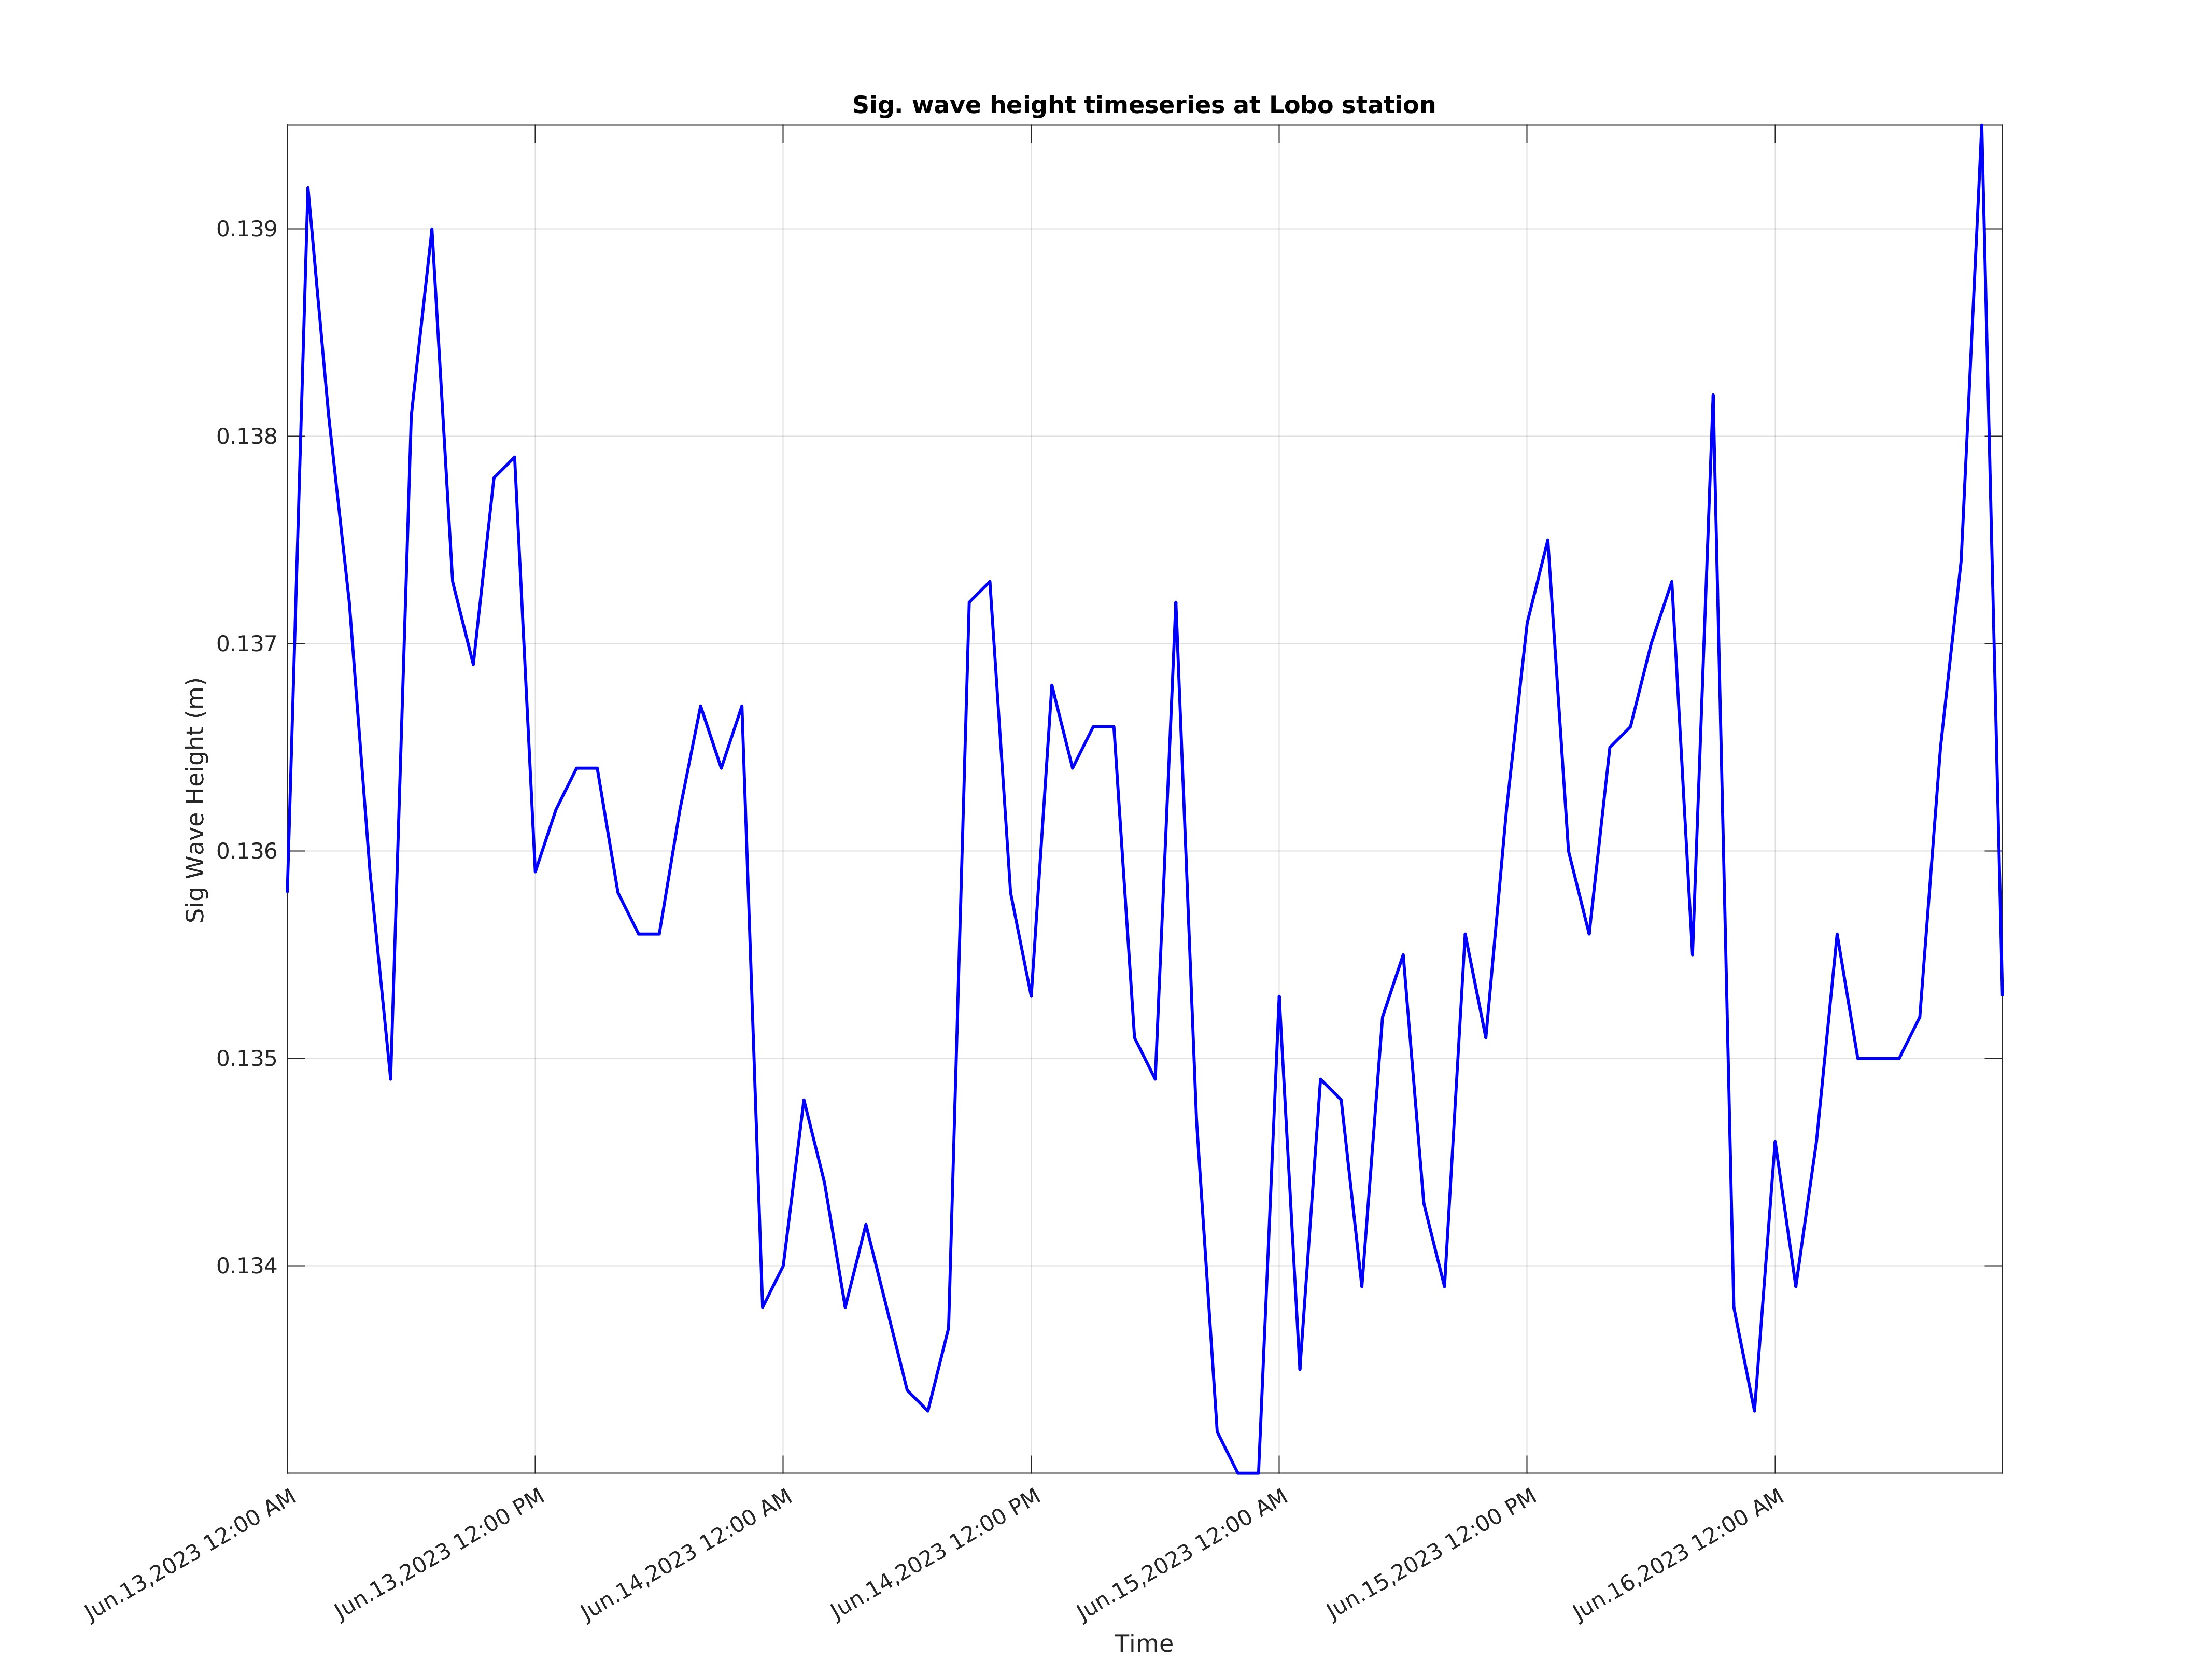 Sig. wave height timeseries at Lobo station
0.139
0.138
0.137
0.136
0.135
0.134
Sig Wave Height (m)
Jun.13,2023 12:00 AM
Jun.13,2023 12:00 PM
Jun.14,2023 12:00 AM
Jun.14,2023 12:00 PM
Jun.15,2023 12:00 AM
Jun.15,2023 12:00 PM
Jun.16,2023 12:00 AM
Time